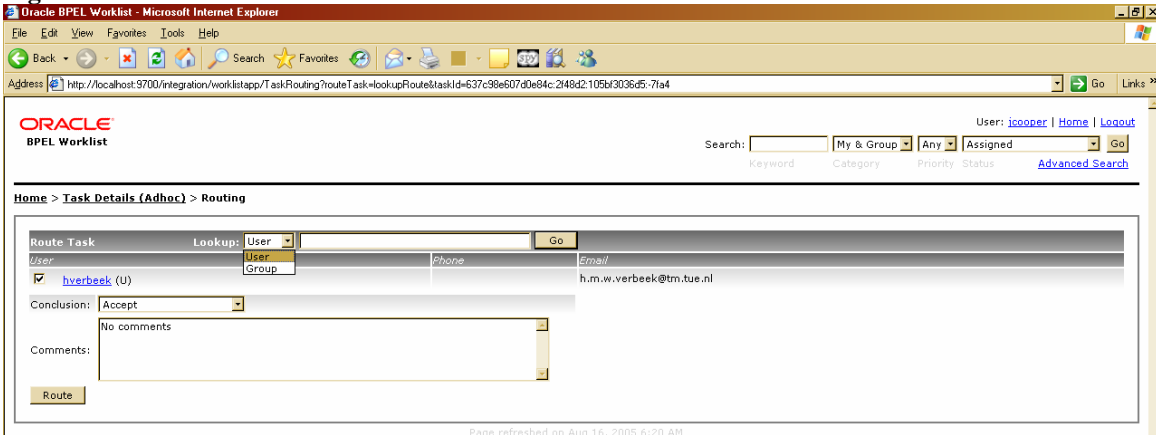 Oracle BPEL Worklist - Microsoft Internet Explorer
File Edit View Favorites Tools Help
Back Search Favorites
Address http://localhost:9700/integration/worklistapp/TaskRouting?routeTask=lookupRoute&taskId=637c98e607d0e84c:2f48d2:105bf3036d5:-7fa4 Go Links »
ORACLE
BPEL Worklist
User: jcooper | Home | Logout
Search: My & Group Any Assigned Go
Keyword Category Priority Status Advanced Search
Home > Task Details (Adhoc) > Routing
Route Task Lookup: User Go
User
Group
User Phone Email
hverbeek (U) h.m.w.verbeek@tm.tue.nl
Conclusion: Accept
Comments: No comments
Route
Page refreshed on Aug 16, 2005 6:20 AM